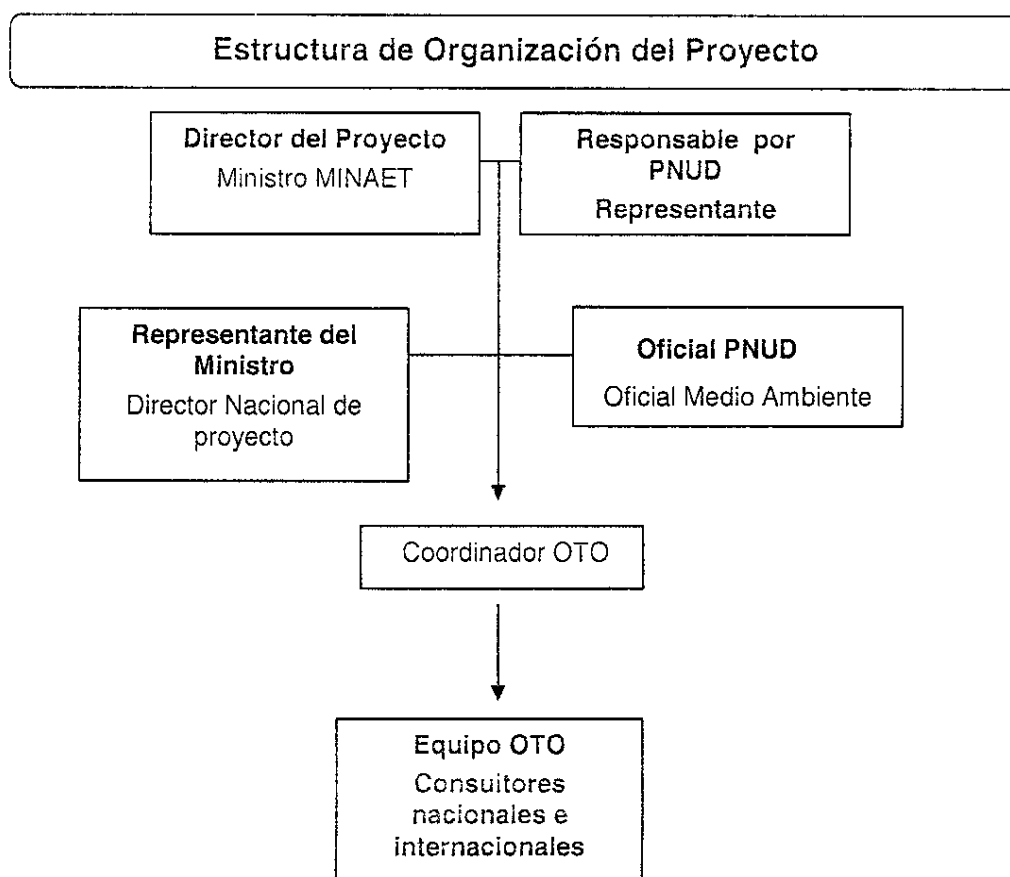 Estructura de Organización del Proyecto
Director del Proyecto
Ministro MINAET
Responsable por
PNUD
Representante
Representante del
Ministro
Director Nacional de
proyecto
Oficial PNUD
Oficial Medio Ambiente
Coordinador OTO
Equipo OTO
Consultores
nacionales e
internacionales